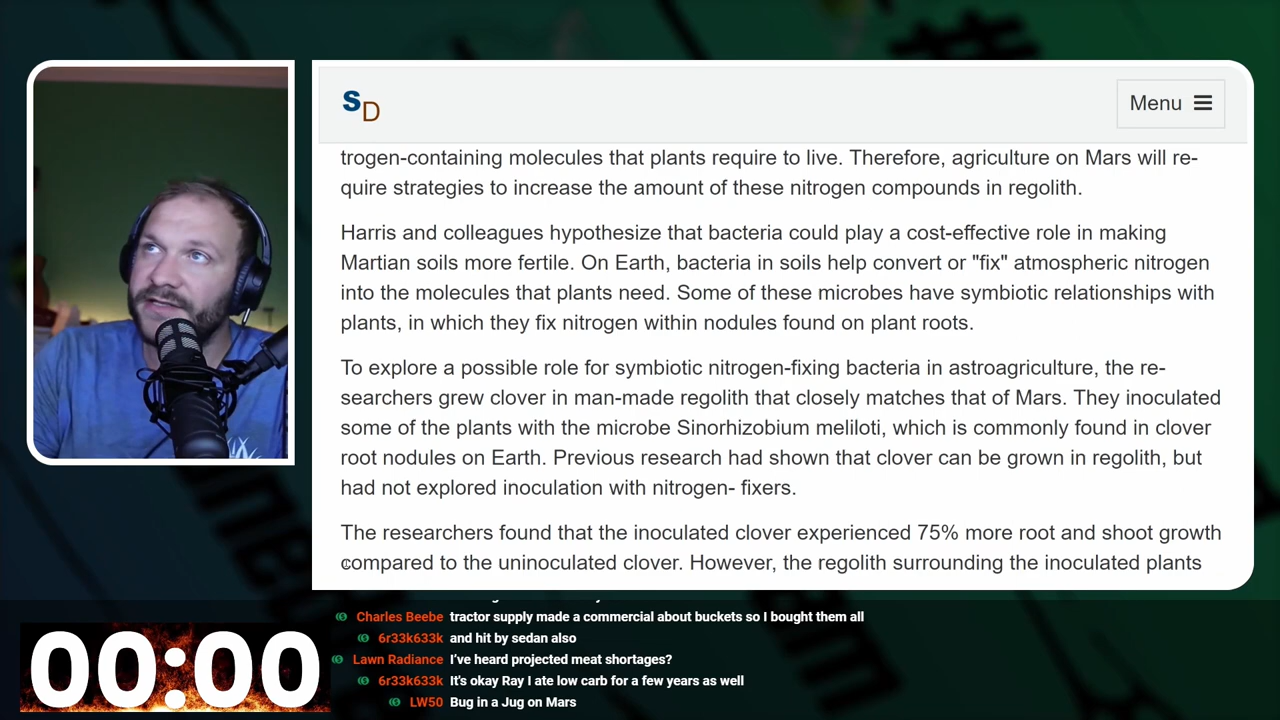 S
D
Menu
trogen-containing molecules that plants require to live. Therefore, agriculture on Mars will re-
quire strategies to increase the amount of these nitrogen compounds in regolith.
Harris and colleagues hypothesize that bacteria could play a cost-effective role in making
Martian soils more fertile. On Earth, bacteria in soils help convert or "fix" atmospheric nitrogen
into the molecules that plants need. Some of these microbes have symbiotic relationships with
plants, in which they fix nitrogen within nodules found on plant roots.
To explore a possible role for symbiotic nitrogen-fixing bacteria in astroagriculture, the re-
searchers grew clover in man-made regolith that closely matches that of Mars. They inoculated
some of the plants with the microbe Sinorhizobium meliloti, which is commonly found in clover
root nodules on Earth. Previous research had shown that clover can be grown in regolith, but
had not explored inoculation with nitrogen- fixers.
The researchers found that the inoculated clover experienced 75% more root and shoot growth
compared to the uninoculated clover. However, the regolith surrounding the inoculated plants
Charles Beebe tractor supply made a commercial about buckets so I bought them all
6r33k633k and hit by sedan also
Lawn Radiance I've heard projected meat shortages?
6r33k633k It's okay Ray I ate low carb for a few years as well
LW50 Bug in a Jug on Mars
00:00